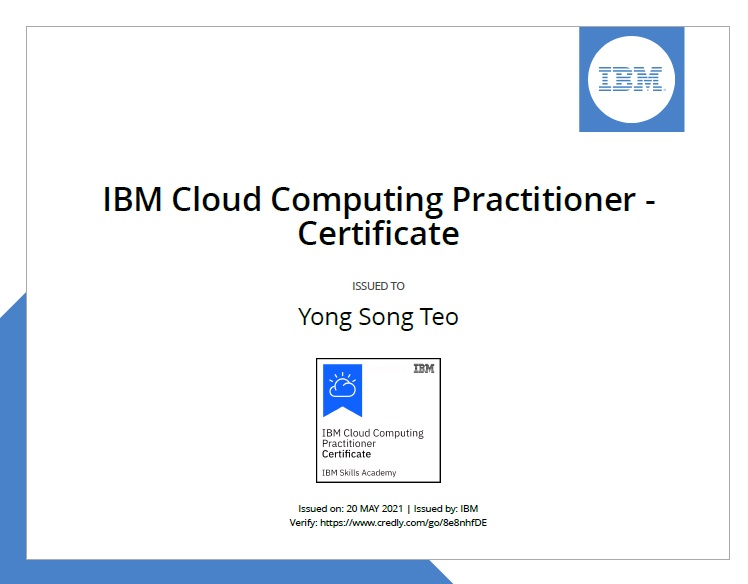 IBM
IBM Cloud Computing Practitioner -
Certificate
ISSUED TO
Yong Song Teo
IBM
IBM Cloud Computing
Practitioner
Certificate
IBM Skills Academy
Issued on: 20 MAY 2021 | Issued by: IBM
Verify: https://www.credly.com/go/8e8nhfDE